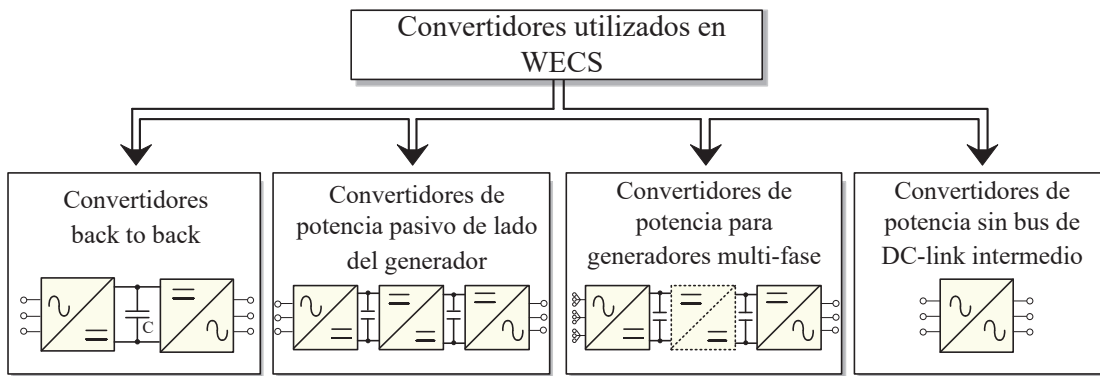 Convertidores utilizados en
WECS
Convertidores
back to back
C
Convertidores de
potencia pasivo de lado
del generador
Convertidores de
potencia para
generadores multi-fase
Convertidores de
potencia sin bus de
DC-link intermedio